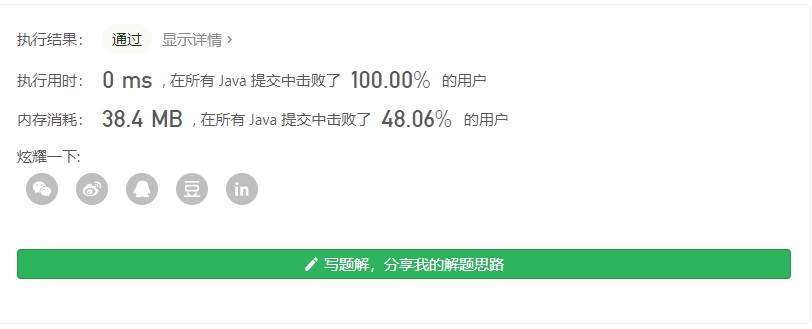 执行结果： 通过 显示详情 ›
执行用时： 0 ms , 在所有 Java 提交中击败了 100.00% 的用户
内存消耗： 38.4 MB , 在所有 Java 提交中击败了 48.06% 的用户
炫耀一下:
豆 in
写题解，分享我的解题思路